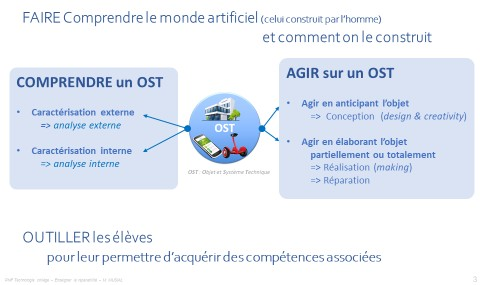 FAIRE Comprendre le monde artificiel (celui construit par l'homme)
et comment on le construit
COMPRENDRE un OST
• Caractérisation externe
=> analyse externe
• Caractérisation interne
=> analyse interne
OST
OST : Objet et Système Technique
AGIR sur un OST
• Agir en anticipant l'objet
=> Conception (design & creativity)
• Agir en élaborant l'objet
partiellement ou totalement
=> Réalisation (making)
=> Réparation
OUTILLER les élèves
pour leur permettre d'acquérir des compétences associées
3